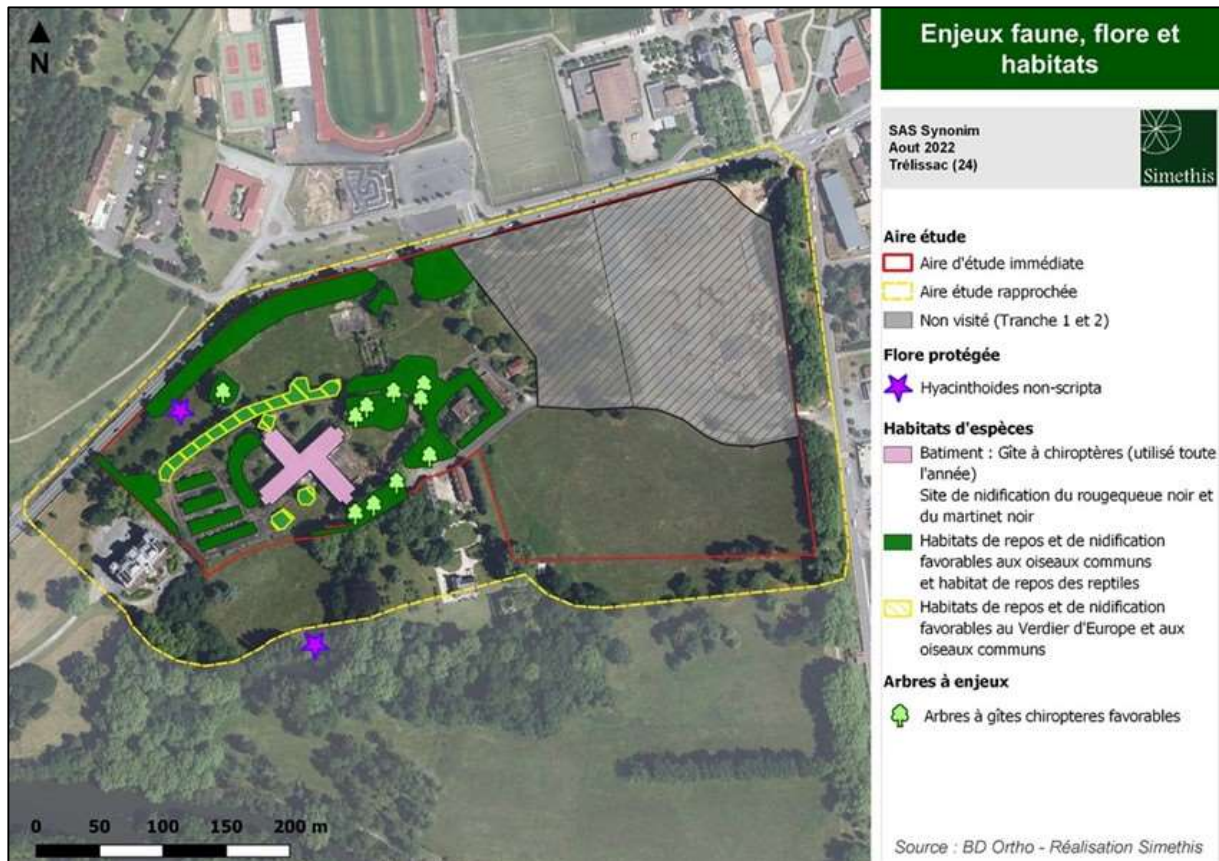 N
0 50 100 150 200 m
Enjeux faune, flore et
habitats
SAS Synonim
Aout 2022
Trélissac (24)
Simethis
Aire étude
Aire d'étude immédiate
Aire étude rapprochée
Non visité (Tranche 1 et 2)
Flore protégée
Hyacinthoides non-scripta
Habitats d'espèces
Batiment : Gîte à chiroptères (utilisé toute
l'année)
Site de nidification du rougequeue noir et
du martinet noir
Habitats de repos et de nidification
favorables aux oiseaux communs
et habitat de repos des reptiles
Habitats de repos et de nidification
favorables au Verdier d'Europe et aux
oiseaux communs
Arbres à enjeux
Arbres à gîtes chiropteres favorables
Source : BD Ortho - Réalisation Simethis